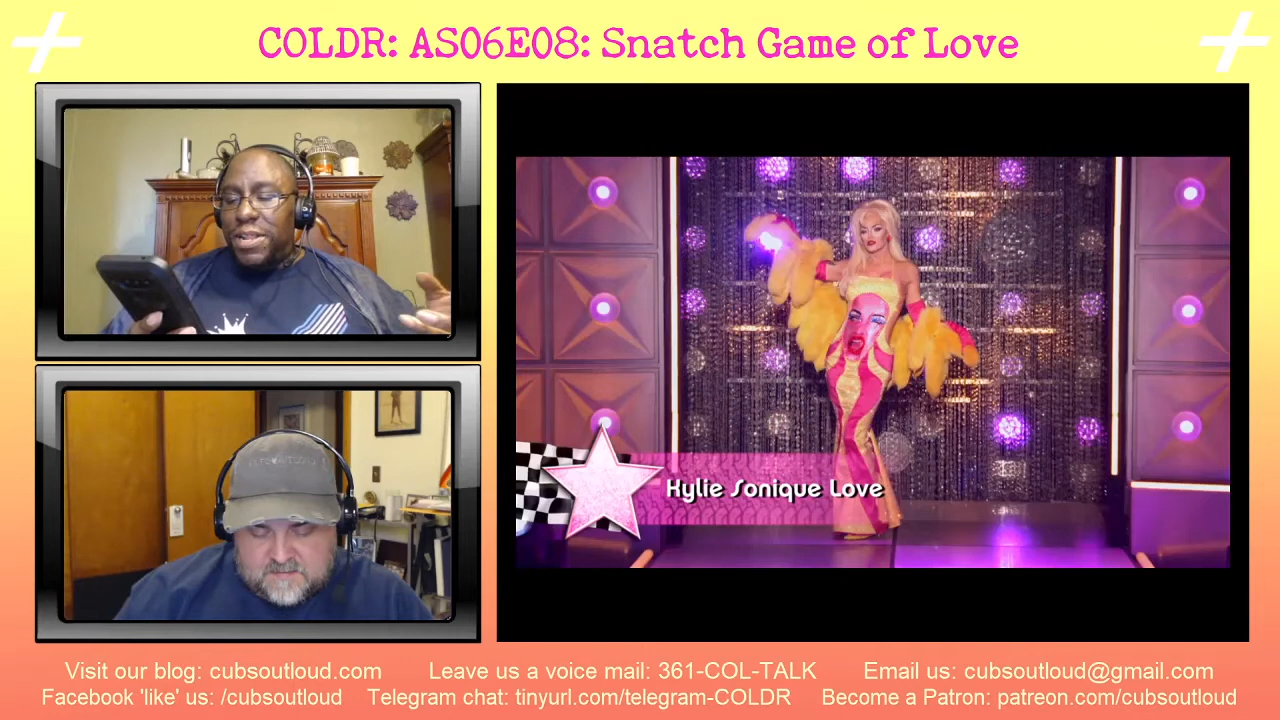 COLDR: AS06E08: Snatch Game of Love
Kylie Sonique Love
Visit our blog: cubsoutloud.com Leave us a voice mail: 361-COL-TALK Email us: cubsoutloud@gmail.com
Facebook 'like' us: /cubsoutloud Telegram chat: tinyurl.com/telegram-COLDR Become a Patron: patreon.com/cubsoutloud